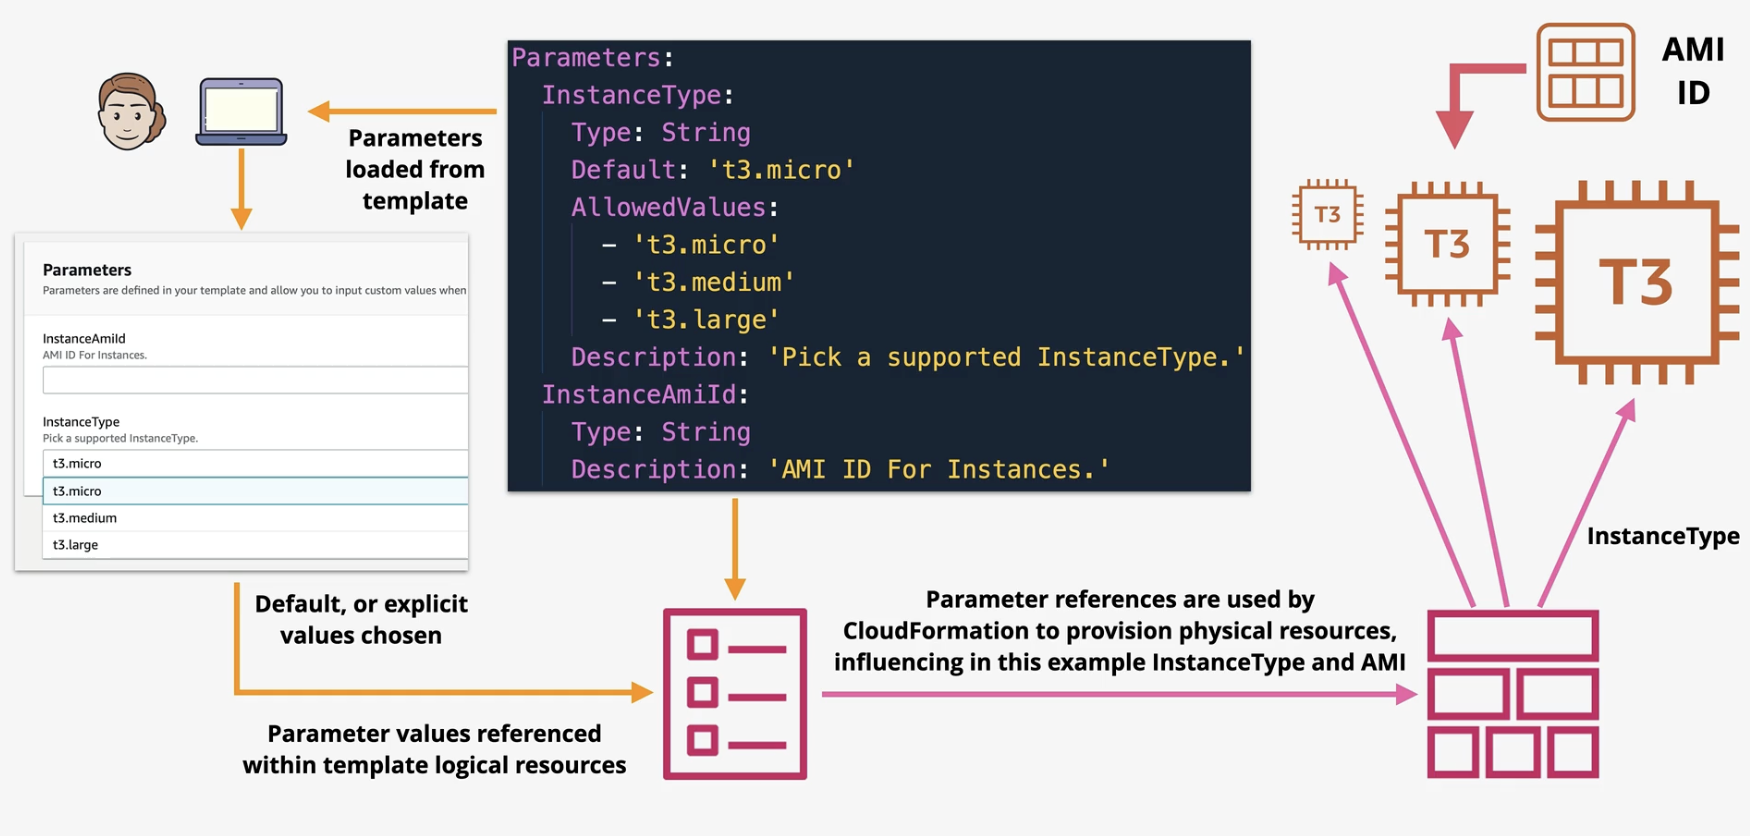 Parameters:
InstanceType:
Type: String
Default: 't3.micro'
AllowedValues:
- 't3.micro'
- 't3.medium'
- 't3.large'
Description: 'Pick a supported InstanceType.'
InstanceAmiId:
Type: String
Description: 'AMI ID For Instances.'
Parameters
loaded from
template
Parameters
Parameters are defined in your template and allow you to input custom values when
InstanceAmiId
AMI ID For Instances.
InstanceType
Pick a supported InstanceType.
t3.micro
t3.micro
t3.medium
t3.large
Default, or explicit
values chosen
Parameter values referenced
within template logical resources
Parameter references are used by
CloudFormation to provision physical resources,
influencing in this example InstanceType and AMI
AMI
ID
T3
T3
T3
InstanceType